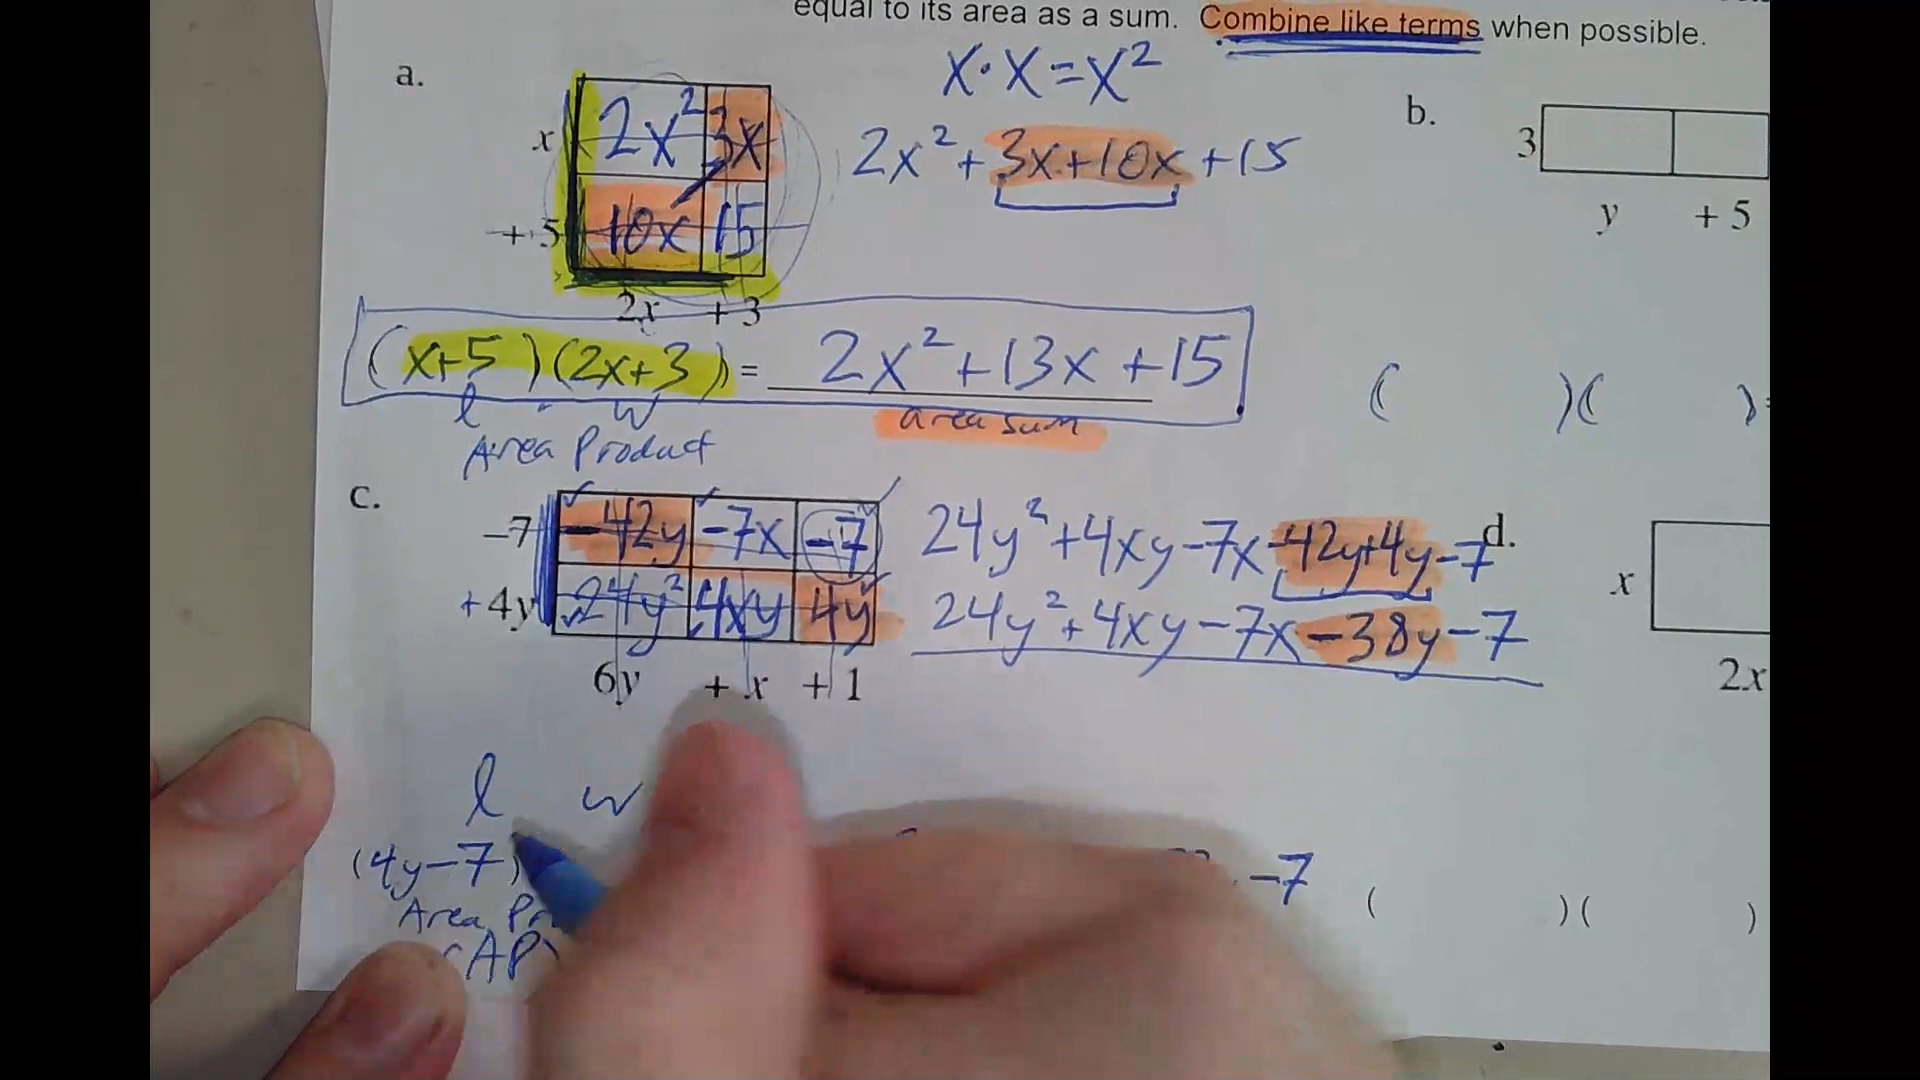 equal to its area as a sum. Combine like terms when possible.
a.
x · x = x²
2x² 3x
x
10x 15
+ 5
2x + 3
2x² + 3x + 10x + 15
b.
3
y + 5
(x+5)(2x+3) = 2x² + 13x + 15
l · w
area sum
Area Product
( )( ) =
c.
-7
-42y -7x -7
+ 4y
24y² 4xy 4y
6y + x + 1
24y² + 4xy - 7x - 42y + 4y - 7
24y² + 4xy - 7x - 38y - 7
d.
x
2x
l w
(4y-7)
-7
Area
(AP)
( )( )